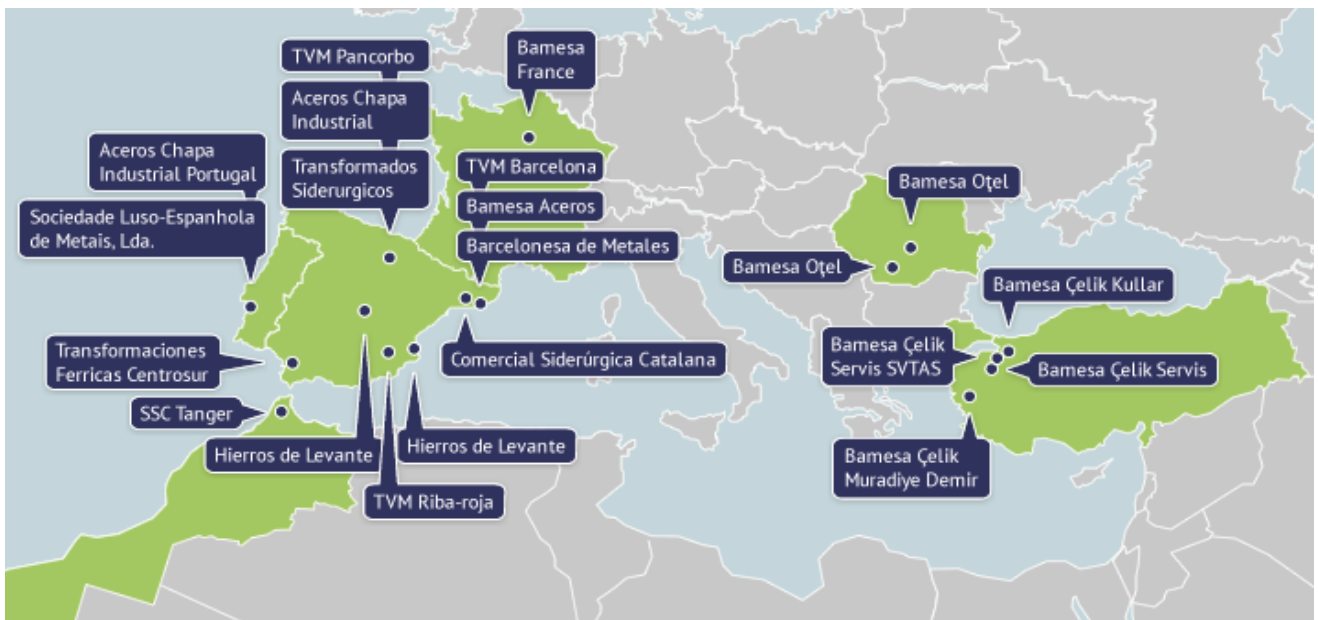 TVM Pancorbo
Aceros Chapa
Industrial
Transformados
Siderurgicos
Bamesa
France
Aceros Chapa
Industrial Portugal
Sociedade Luso-Espanhola
de Metais, Lda.
TVM Barcelona
Bamesa Aceros
Barcelonesa de Metales
Comercial Siderúrgica Catalana
Transformaciones
Ferricas Centrosur
SSC Tanger
Hierros de Levante
Hierros de Levante
TVM Riba-roja
Bamesa Oţel
Bamesa Oţel
Bamesa Çelik Kullar
Bamesa Çelik
Servis SVTAS
Bamesa Çelik Servis
Bamesa Çelik
Muradiye Demir